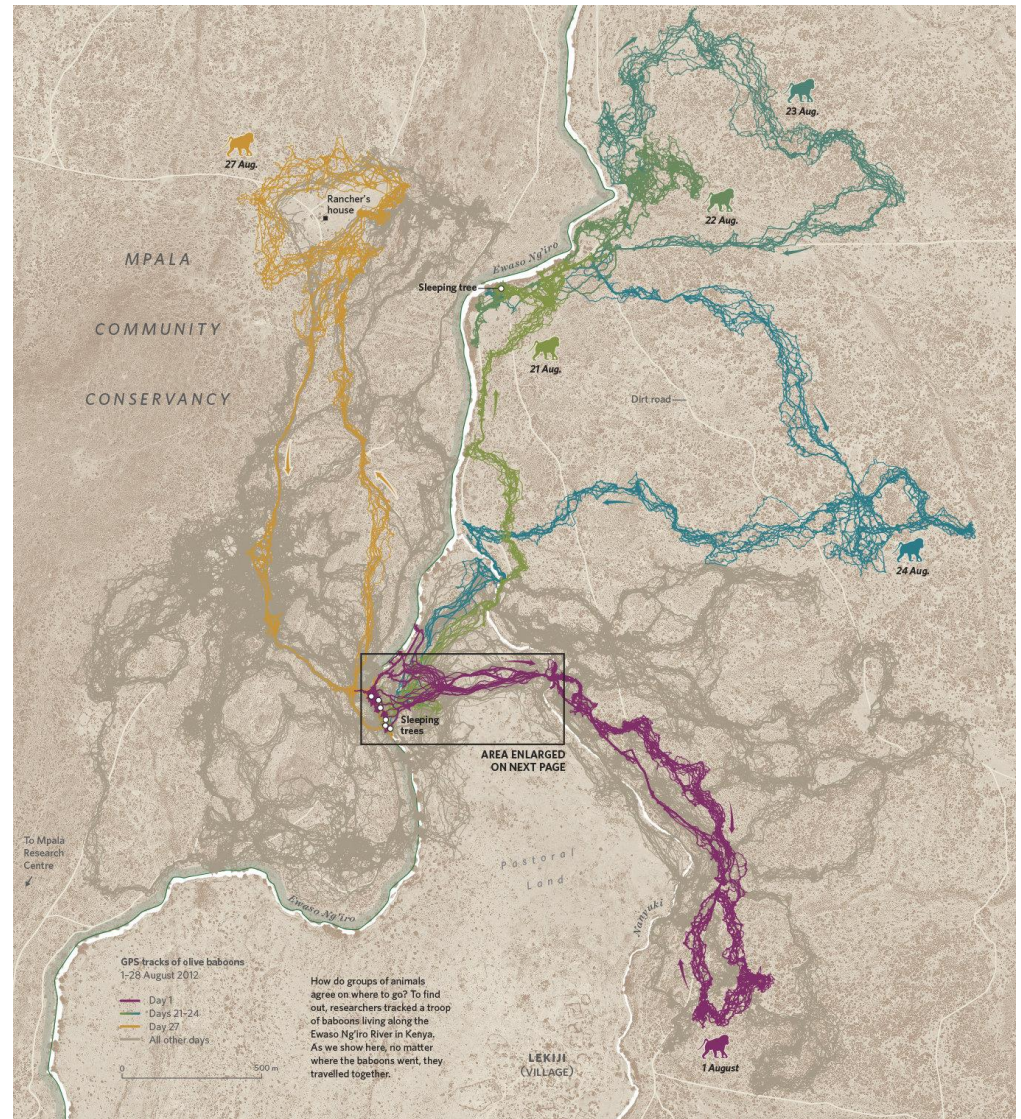 23 Aug.
27 Aug.
Rancher's
house
22 Aug.
Ewaso Ng'iro
MPALA
Sleeping tree
COMMUNITY
21 Aug.
CONSERVANCY
Dirt road
24 Aug.
Sleeping
trees
AREA ENLARGED
ON NEXT PAGE
To Mpala
Research
Centre
Pastoral
Land
Ewaso Ng'iro
Nanyuki
GPS tracks of olive baboons
1–28 August 2012
Day 1
Days 21–24
Day 27
All other days
0 500 m
How do groups of animals
agree on where to go? To find
out, researchers tracked a troop
of baboons living along the
Ewaso Ng'iro River in Kenya.
As we show here, no matter
where the baboons went, they
travelled together.
LEKIJI
(VILLAGE)
1 August